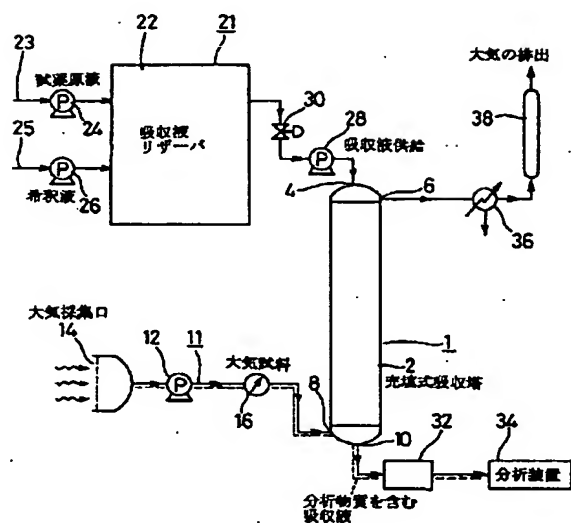 23
22
21
試薬原液
P
24
吸収液
リザーバ
25
P
希釈液
26
30
28
P
吸収液供給
4
6
大気の排出
38
36
大気採集口
14
12
P
11
大気試料
16
8
10
1
2
充填式吸収塔
32
34
分析装置
分析物質を含む
吸収液